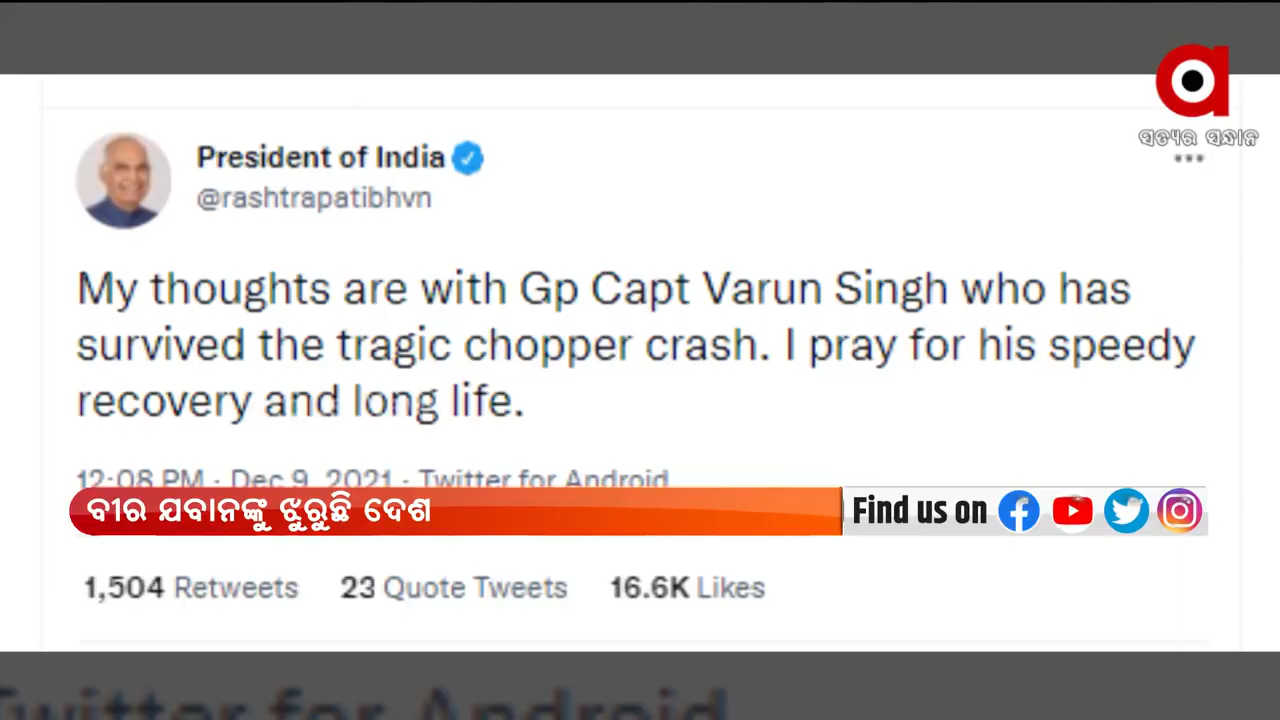 ସତ୍ୟର ସନ୍ଧାନ
President of India
@rashtrapatibhvn
My thoughts are with Gp Capt Varun Singh who has
survived the tragic chopper crash. I pray for his speedy
recovery and long life.
12:08 PM · Dec 9, 2021 · Twitter for Android
ବୀର ଯବାନଙ୍କୁ ଝୁରୁଛି ଦେଶ
Find us on
1,504 Retweets 23 Quote Tweets 16.6K Likes
Twitter for Android